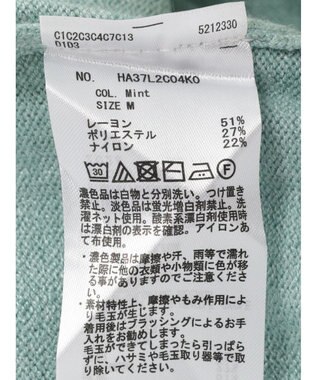 C1C2C3C4C7C13 5212330
D1D3
NO. HA37L2C04K0
COL. Mint
SIZE M
レーヨン 51%
ポリエステル 27%
ナイロン 22%
30 F
濃色品は白物と分別洗い。つけ置き
禁止。淡色品は蛍光増白剤禁止。洗
濯ネット使用。酸素系漂白剤使用時
は漂白剤の表示を確認。アイロンあ
て布使用。
・濃色製品は摩擦や汗、雨等で濡れ
た際に他の衣類や小物類に色が移
る事がありますのでご注意下さい。
・素材特性上、摩擦やもみ作用によ
り毛玉が生じます。
着用後はブラッシングによるお手
入れをお勧めします。
毛玉ができてしまったら引っぱらず
に、ハサミや毛玉取り器等で取
り除いて下さい。